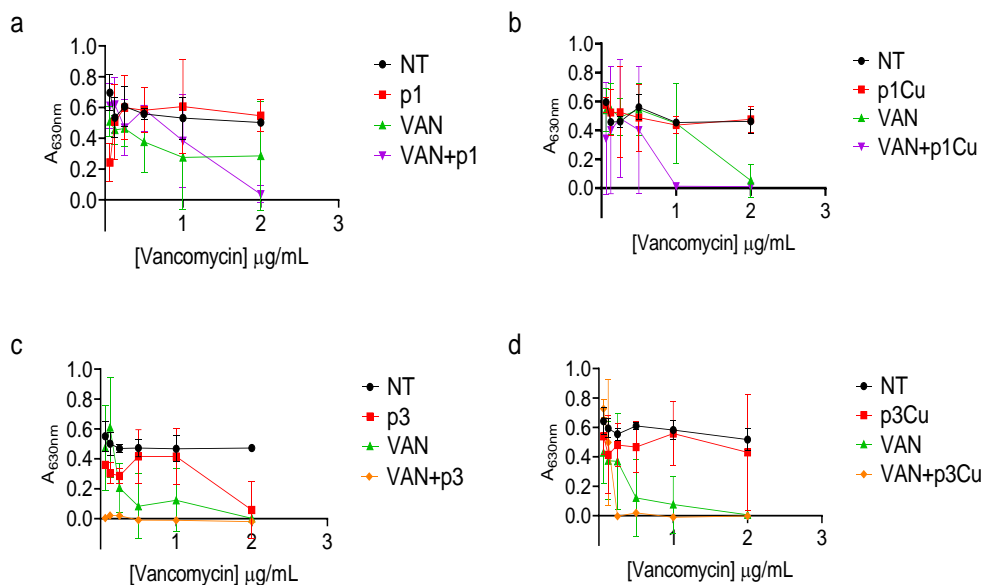 a
1.0
0.8
0.6
0.4
0.2
0.0
A630nm
1
2
3
[Vancomycin] μg/mL
NT
p1
VAN
VAN+p1
b
1.0
0.8
0.6
0.4
0.2
0.0
A630nm
1
2
3
[Vancomycin] μg/mL
NT
p1Cu
VAN
VAN+p1Cu
c
1.0
0.8
0.6
0.4
0.2
0.0
A630nm
1
2
3
[Vancomycin] μg/mL
NT
p3
VAN
VAN+p3
d
1.0
0.8
0.6
0.4
0.2
0.0
A630nm
1
2
3
[Vancomycin] μg/mL
NT
p3Cu
VAN
VAN+p3Cu